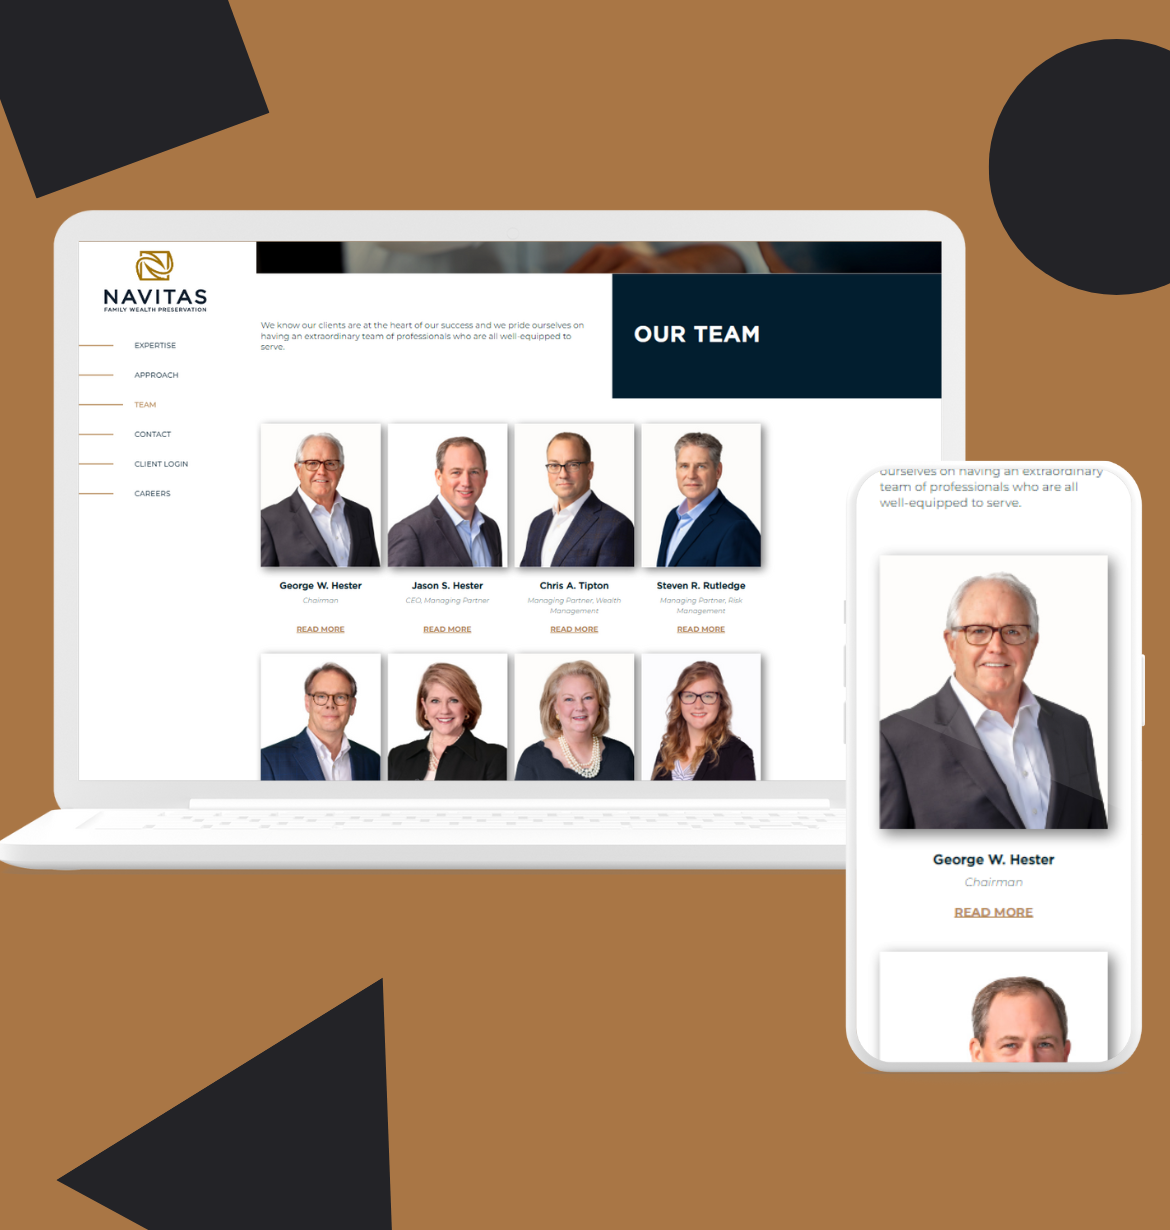 NAVITAS
FAMILY WEALTH PRESERVATION
EXPERTISE
APPROACH
TEAM
CONTACT
CLIENT LOGIN
CAREERS
We know our clients are at the heart of our success and we pride ourselves on
having an extraordinary team of professionals who are all well-equipped to
serve.
OUR TEAM
George W. Hester
Chairman
READ MORE
Jason S. Hester
CEO, Managing Partner
READ MORE
Chris A. Tipton
Managing Partner, Wealth
Management
READ MORE
Steven R. Rutledge
Managing Partner, Risk
Management
READ MORE
ourselves on having an extraordinary
team of professionals who are all
well-equipped to serve.
George W. Hester
Chairman
READ MORE